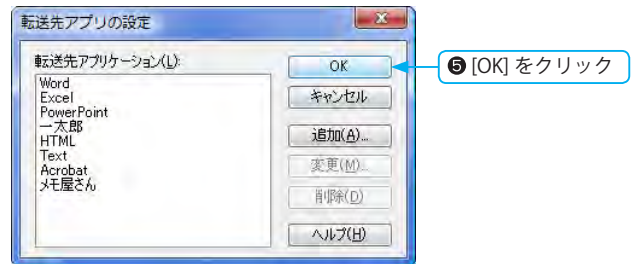 転送先アプリの設定
転送先アプリケーション(L):
Word
Excel
PowerPoint
一太郎
HTML
Text
Acrobat
メモ屋さん
OK
キャンセル
追加(A)...
変更(M)...
削除(D)
ヘルプ(H)
❺ [OK] をクリック